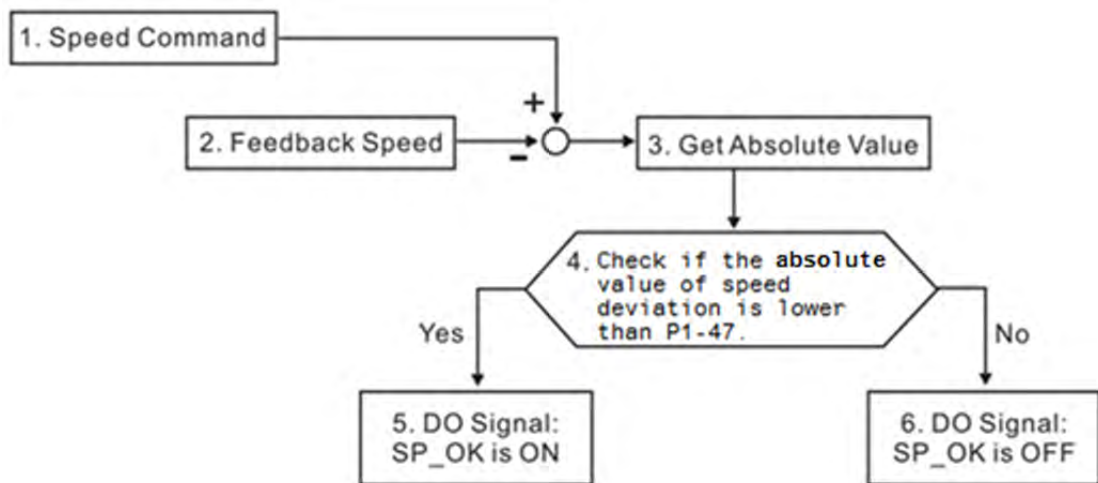 1. Speed Command
+
2. Feedback Speed
-
3. Get Absolute Value
4. Check if the absolute
value of speed
deviation is lower
than P1-47.
Yes
No
5. DO Signal:
SP_OK is ON
6. DO Signal:
SP_OK is OFF